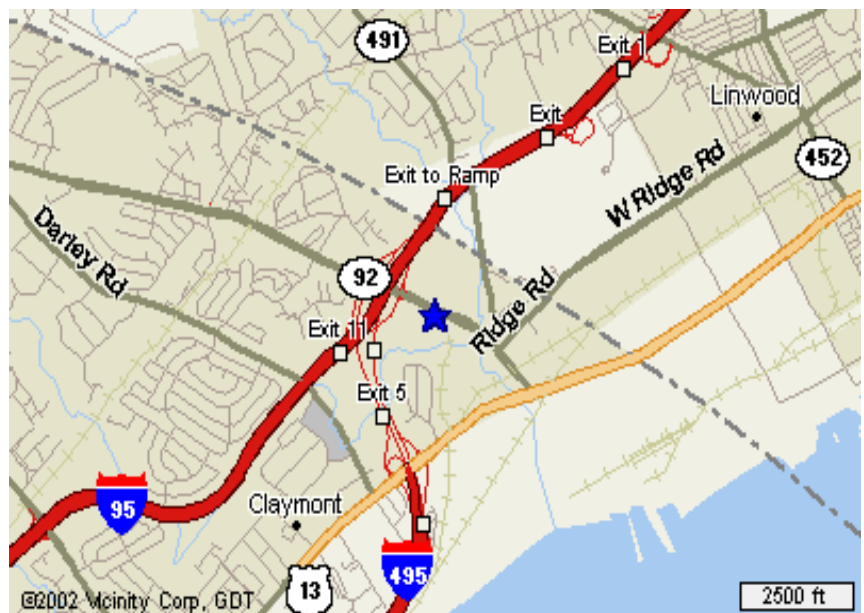 491
Exit 1
Linwood
Exit
452
Exit to Ramp
W Ridge Rd
Darley Rd
92
Ridge Rd
Exit 11
Exit 5
95
Claymont
495
13
©2002 Vicinity Corp, GDT
2500 ft